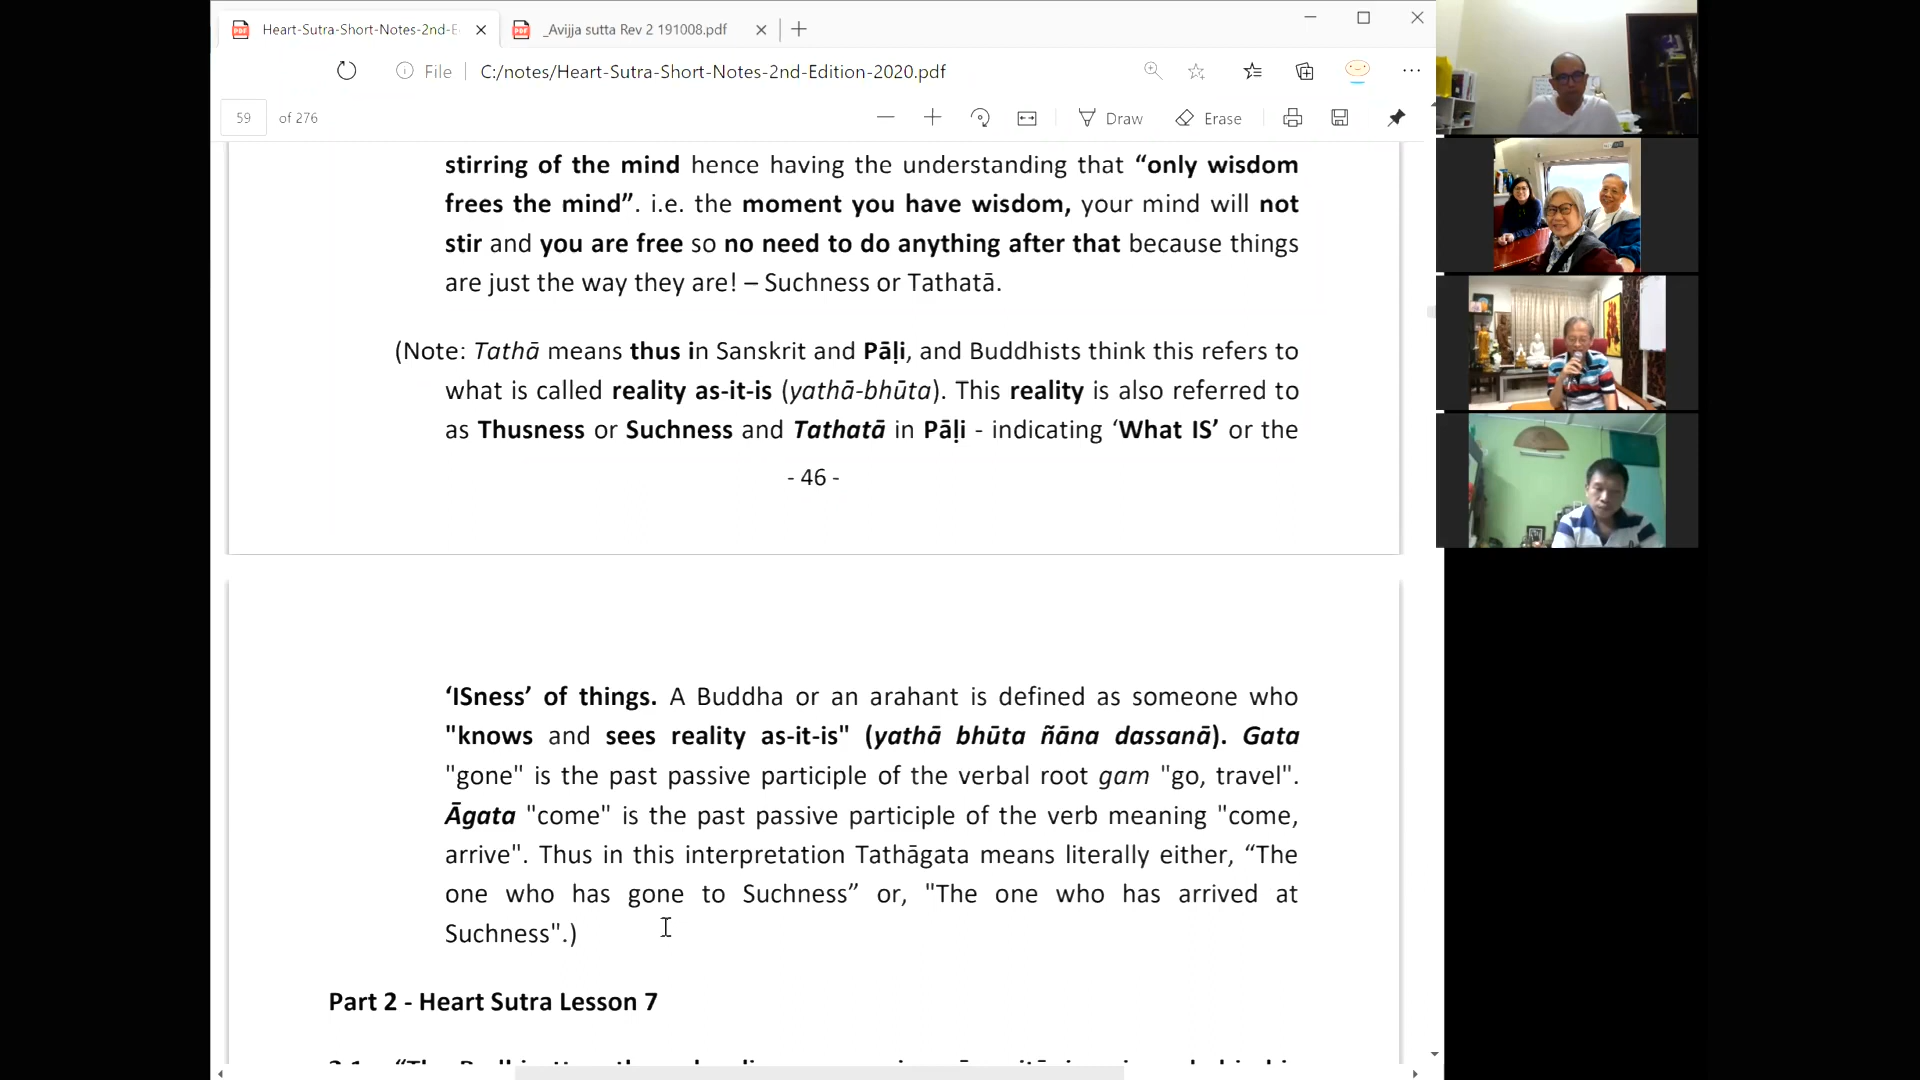 Heart-Sutra-Short-Notes-2nd-E
_Avijja sutta Rev 2 191008.pdf
File
C:/notes/Heart-Sutra-Short-Notes-2nd-Edition-2020.pdf
59 of 276
Draw
Erase
stirring of the mind hence having the understanding that “only wisdom
frees the mind”. i.e. the moment you have wisdom, your mind will not
stir and you are free so no need to do anything after that because things
are just the way they are! – Suchness or Tathatā.
(Note: Tathā means thus in Sanskrit and Pāḷi, and Buddhists think this refers to
what is called reality as-it-is (yathā-bhūta). This reality is also referred to
as Thusness or Suchness and Tathatā in Pāḷi - indicating ‘What IS’ or the
- 46 -
‘ISness’ of things. A Buddha or an arahant is defined as someone who
"knows and sees reality as-it-is" (yathā bhūta ñāna dassanā). Gata
"gone" is the past passive participle of the verbal root gam "go, travel".
Āgata "come" is the past passive participle of the verb meaning "come,
arrive". Thus in this interpretation Tathāgata means literally either, “The
one who has gone to Suchness” or, "The one who has arrived at
Suchness".)
Part 2 - Heart Sutra Lesson 7